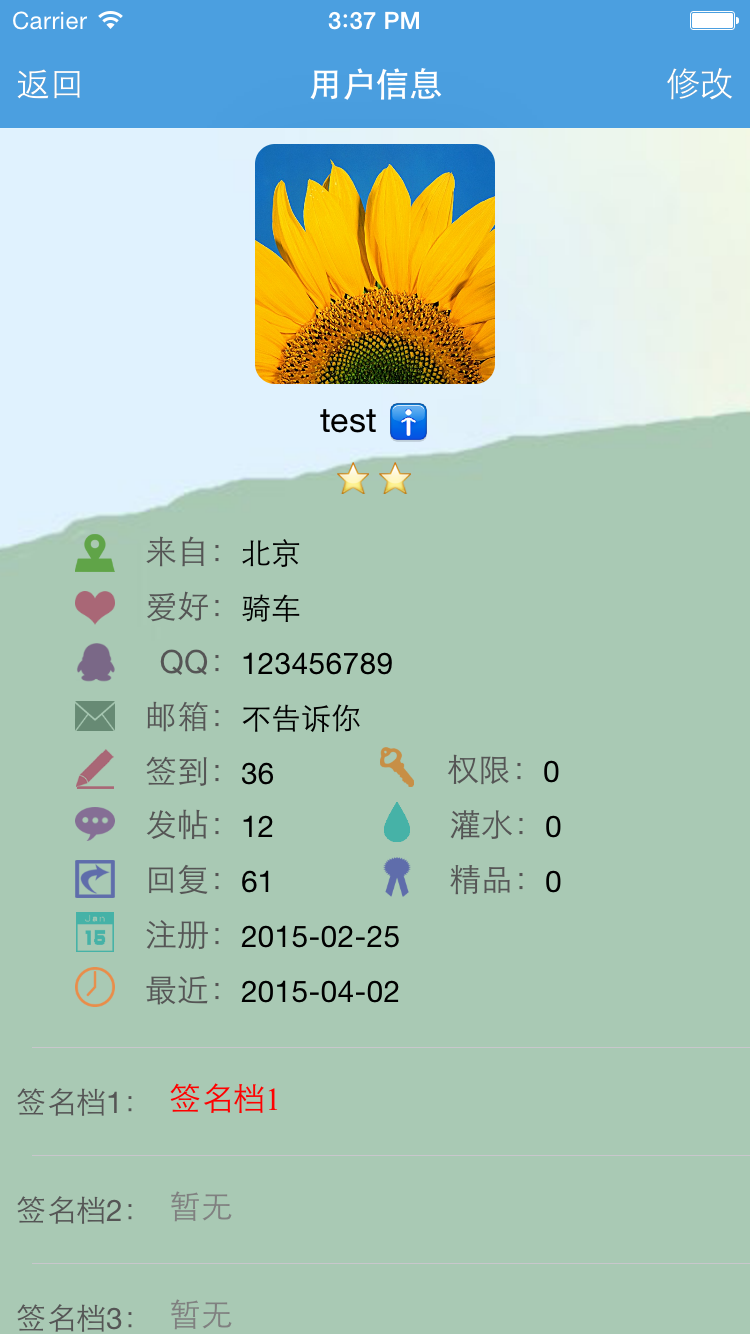 Carrier 3:37 PM
返回 用户信息 修改
test
来自： 北京
爱好： 骑车
QQ： 123456789
邮箱： 不告诉你
签到： 36 权限： 0
发帖： 12 灌水： 0
回复： 61 精品： 0
Jan
15
注册： 2015-02-25
最近： 2015-04-02
签名档1： 签名档1
签名档2： 暂无
签名档3： 暂无